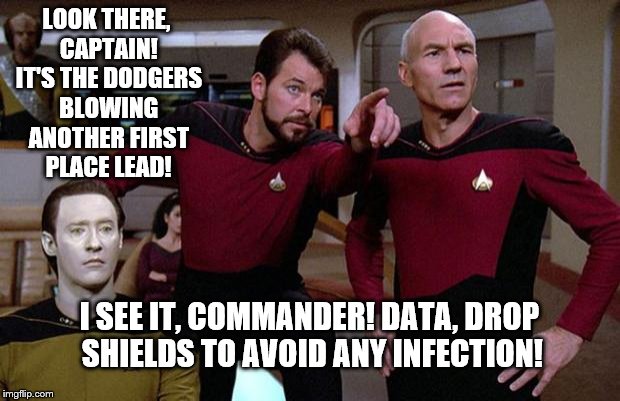 LOOK THERE,
CAPTAIN!
IT'S THE DODGERS
BLOWING
ANOTHER FIRST
PLACE LEAD!
I SEE IT, COMMANDER! DATA, DROP
SHIELDS TO AVOID ANY INFECTION!
imgflip.com